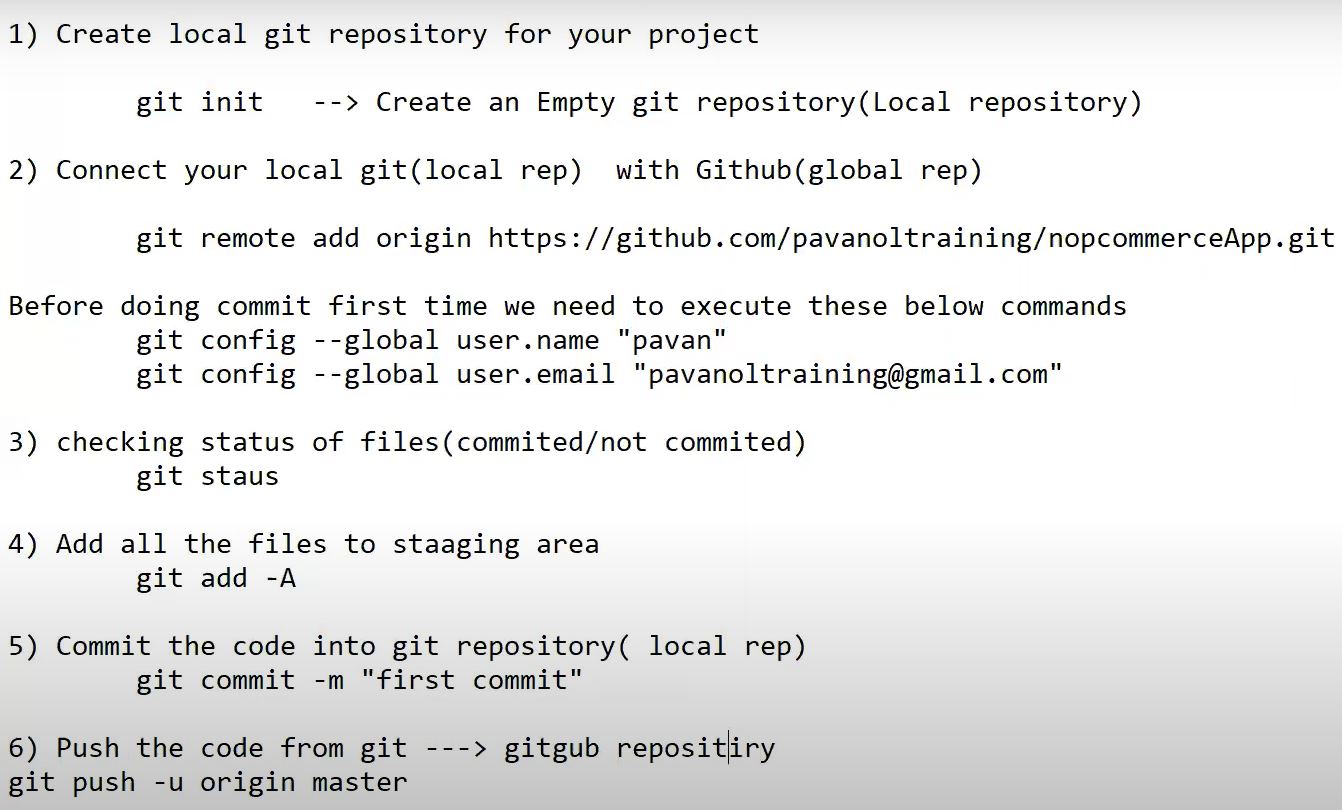 1) Create local git repository for your project
git init   --> Create an Empty git repository(Local repository)
2) Connect your local git(local rep)  with Github(global rep)
git remote add origin https://github.com/pavanoltraining/nopcommerceApp.git
Before doing commit first time we need to execute these below commands
git config --global user.name "pavan"
git config --global user.email "pavanoltraining@gmail.com"
3) checking status of files(commited/not commited)
git staus
4) Add all the files to staaging area
git add -A
5) Commit the code into git repository( local rep)
git commit -m "first commit"
6) Push the code from git ---> gitgub repositiry
git push -u origin master